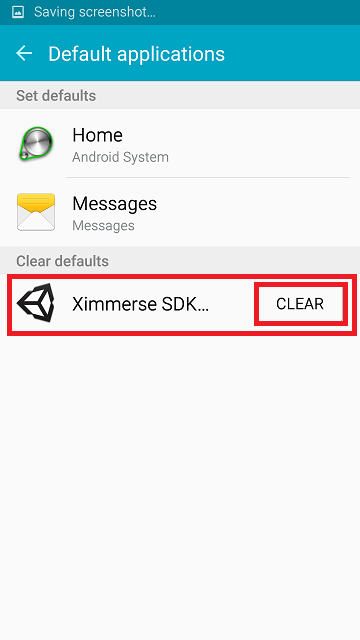 Saving screenshot...
Default applications
Set defaults
Home
Android System
Messages
Messages
Clear defaults
Ximmerse SDK...
CLEAR